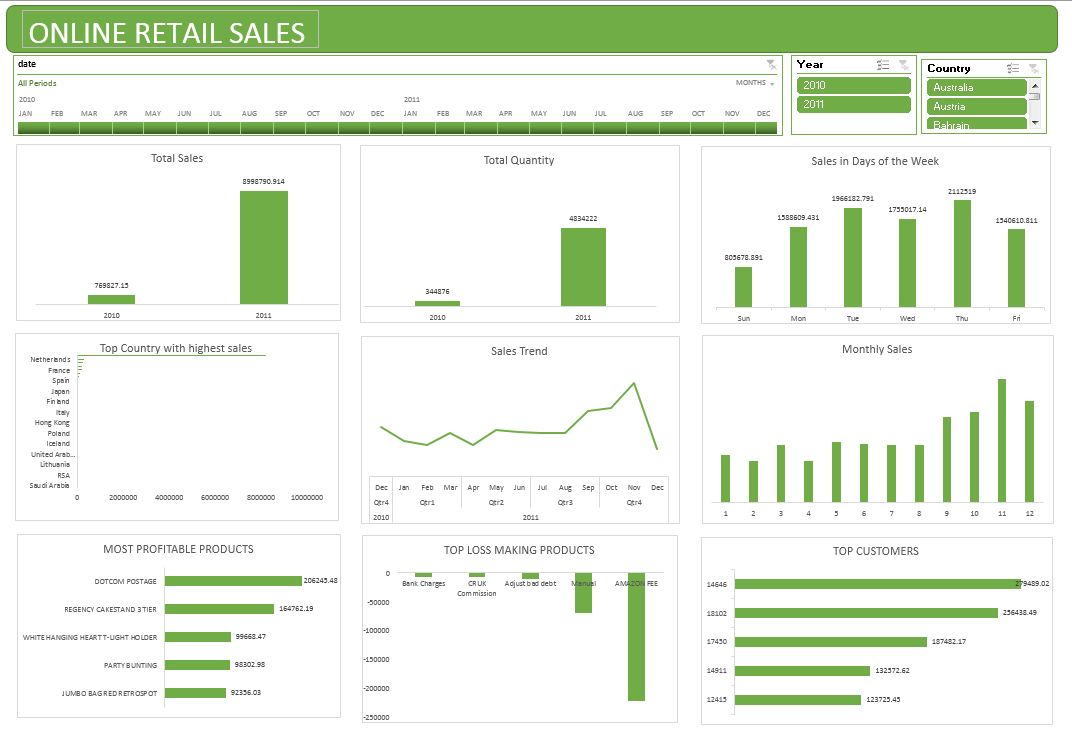 ONLINE RETAIL SALES
date
All Periods
MONTHS
2010 2011
JAN FEB MAR APR MAY JUN JUL AUG SEP OCT NOV DEC JAN FEB MAR APR MAY JUN JUL AUG SEP OCT NOV DEC
Year
2010
2011
Country
Australia
Austria
Bahrain
Total Sales
8998790.914
769827.15
2010 2011
Total Quantity
4834222
344876
2010 2011
Sales in Days of the Week
2112519
1966182.791
1755017.14
1588609.431
1540610.811
805678.891
Sun Mon Tue Wed Thu Fri
Top Country with highest sales
Netherlands
France
Spain
Japan
Finland
Italy
Hong Kong
Poland
Iceland
United Arab...
Lithuania
RSA
Saudi Arabia
0 2000000 4000000 6000000 8000000 10000000
Sales Trend
Dec Jan Feb Mar Apr May Jun Jul Aug Sep Oct Nov Dec
Qtr4 Qtr1 Qtr2 Qtr3 Qtr4
2010 2011
Monthly Sales
1 2 3 4 5 6 7 8 9 10 11 12
MOST PROFITABLE PRODUCTS
DOTCOM POSTAGE 206245.48
REGENCY CAKESTAND 3 TIER 164762.19
WHITE HANGING HEART T-LIGHT HOLDER 99668.47
PARTY BUNTING 98302.98
JUMBO BAG RED RETROSPOT 92356.03
TOP LOSS MAKING PRODUCTS
0
Bank Charges CRUK Adjust bad debt Manual AMAZON FEE
Commission
-50000
-100000
-150000
-200000
-250000
TOP CUSTOMERS
14646 279489.02
18102 256438.49
17450 187482.17
14911 132572.62
12415 123725.45